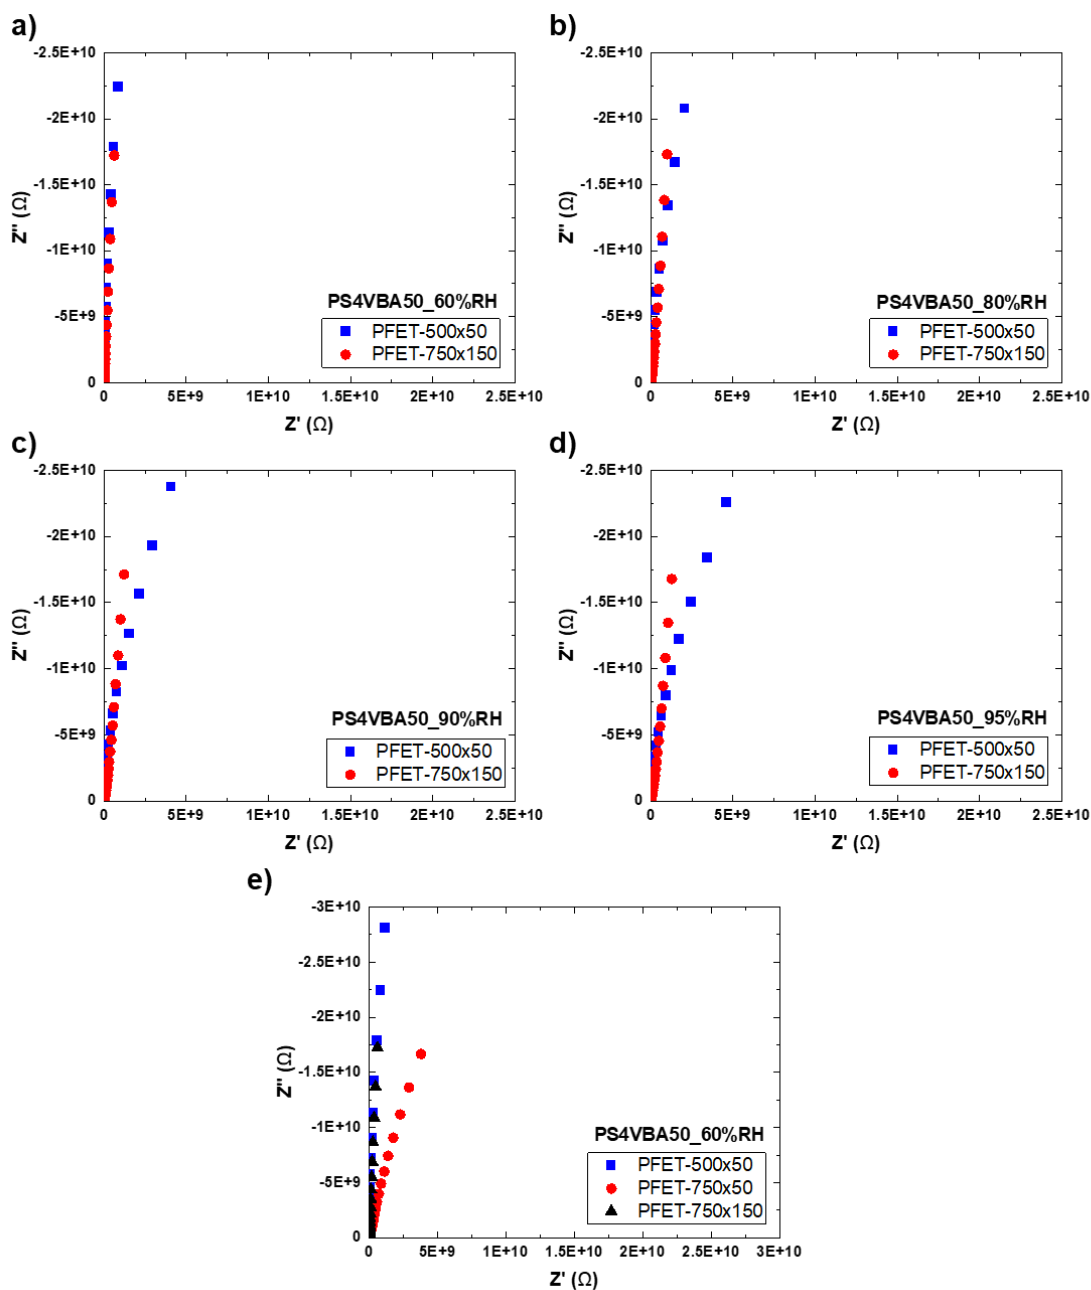 a)
-2.5E+10
-2E+10
-1.5E+10
-1E+10
-5E+9
0
Z'' (Ω)
PS4VBA50_60%RH
PFET-500x50
PFET-750x150
0 5E+9 1E+10 1.5E+10 2E+10 2.5E+10
Z' (Ω)
b)
-2.5E+10
-2E+10
-1.5E+10
-1E+10
-5E+9
0
Z'' (Ω)
PS4VBA50_80%RH
PFET-500x50
PFET-750x150
0 5E+9 1E+10 1.5E+10 2E+10 2.5E+10
Z' (Ω)
c)
-2.5E+10
-2E+10
-1.5E+10
-1E+10
-5E+9
0
Z'' (Ω)
PS4VBA50_90%RH
PFET-500x50
PFET-750x150
0 5E+9 1E+10 1.5E+10 2E+10 2.5E+10
Z' (Ω)
d)
-2.5E+10
-2E+10
-1.5E+10
-1E+10
-5E+9
0
Z'' (Ω)
PS4VBA50_95%RH
PFET-500x50
PFET-750x150
0 5E+9 1E+10 1.5E+10 2E+10 2.5E+10
Z' (Ω)
e)
-3E+10
-2.5E+10
-2E+10
-1.5E+10
-1E+10
-5E+9
0
Z'' (Ω)
PS4VBA50_60%RH
PFET-500x50
PFET-750x50
PFET-750x150
0 5E+9 1E+10 1.5E+10 2E+10 2.5E+10 3E+10
Z' (Ω)